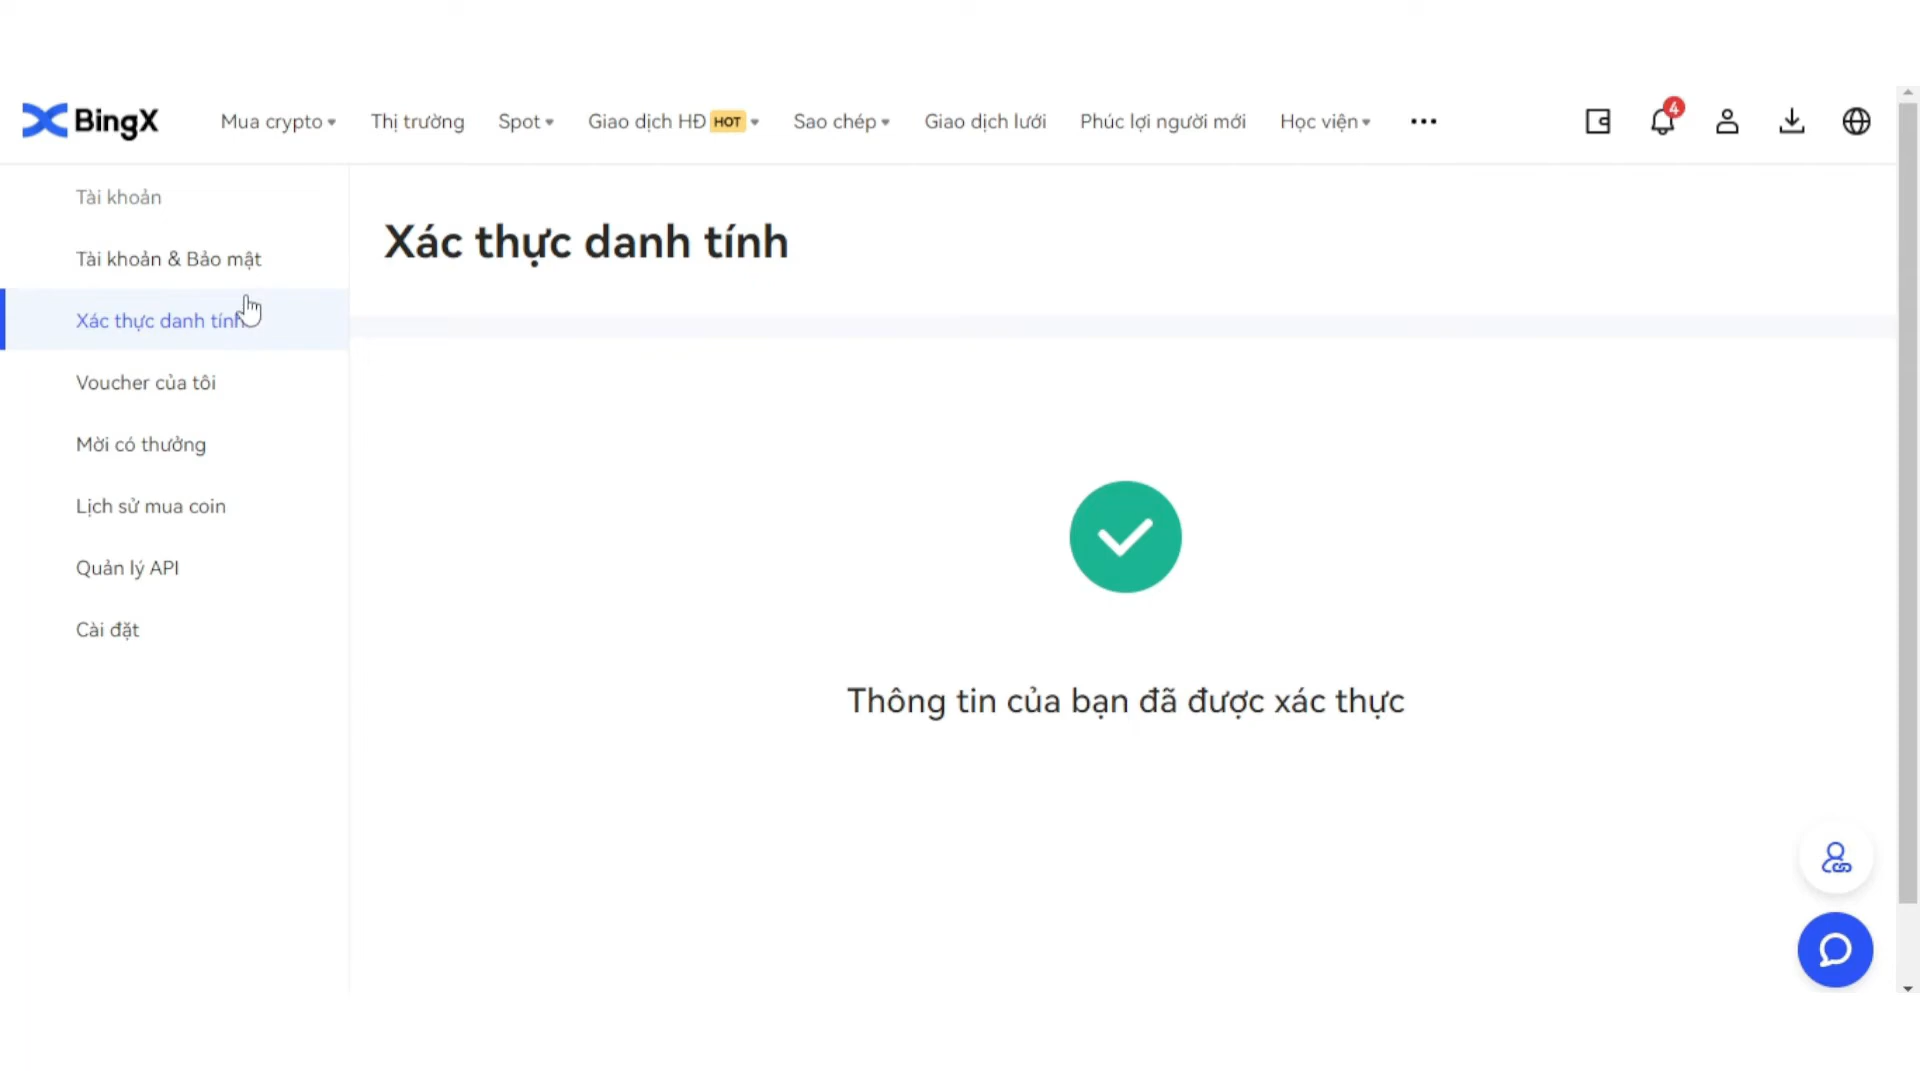 BingX Mua crypto Thị trường Spot Giao dịch HĐ HOT Sao chép Giao dịch lưới Phúc lợi người mới Học viện 4
Tài khoản
Tài khoản & Bảo mật
Xác thực danh tính
Voucher của tôi
Mời có thưởng
Lịch sử mua coin
Quản lý API
Cài đặt
Xác thực danh tính
Thông tin của bạn đã được xác thực